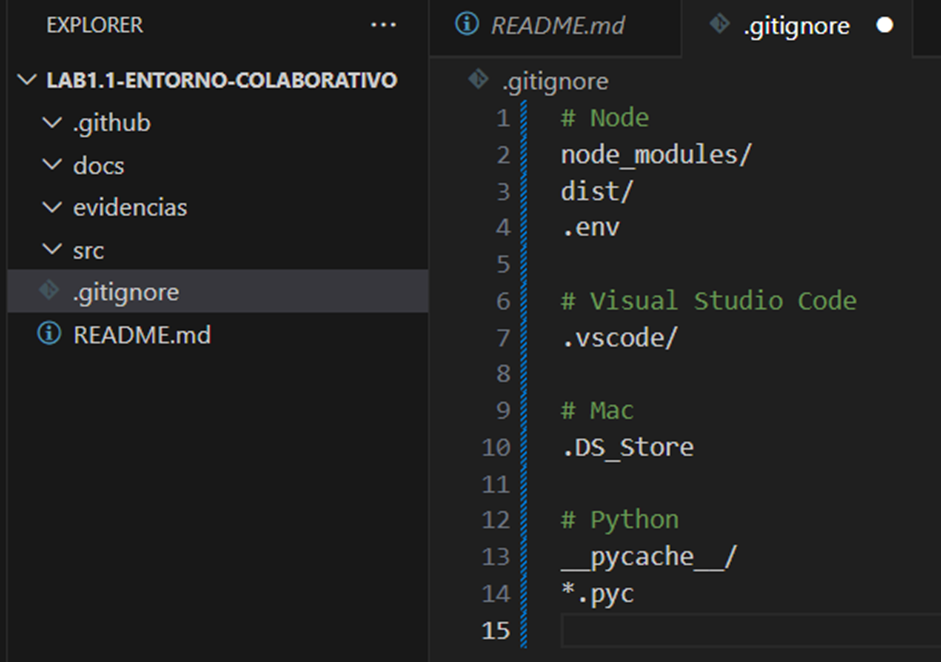 EXPLORER
LAB1.1-ENTORNO-COLABORATIVO
.github
docs
evidencias
src
.gitignore
README.md
README.md
.gitignore
.gitignore
1 # Node
2 node_modules/
3 dist/
4 .env
5
6 # Visual Studio Code
7 .vscode/
8
9 # Mac
10 .DS_Store
11
12 # Python
13 __pycache__/
14 *.pyc
15